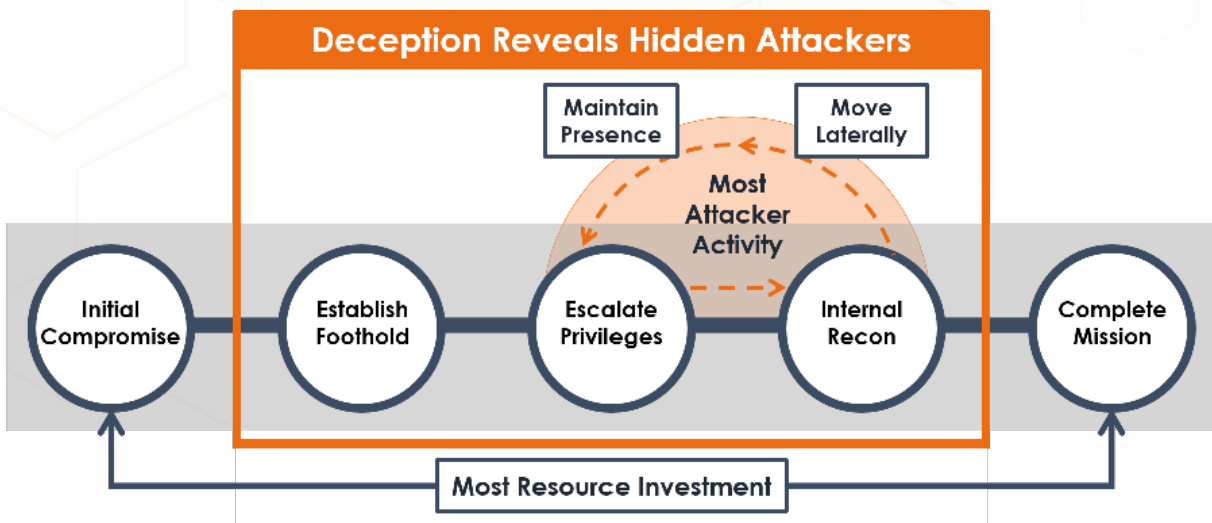 Deception Reveals Hidden Attackers
Maintain
Presence
Move
Laterally
Most
Attacker
Activity
Initial
Compromise
Establish
Foothold
Escalate
Privileges
Internal
Recon
Complete
Mission
Most Resource Investment